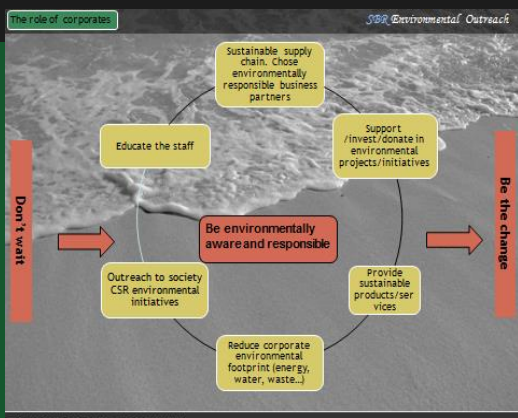 The role of corporates
SBR Environmental Outreach
Sustainable supply
chain. Chose
environmentally
responsible business
partners
Educate the staff
Support
/invest/donate in
environmental
projects/initiatives
Don't wait
Be environmentally
aware and responsible
Be the change
Outreach to society
CSR environmental
initiatives
Provide
sustainable
products/ser
vices
Reduce corporate
environmental
footprint (energy,
water, waste…)